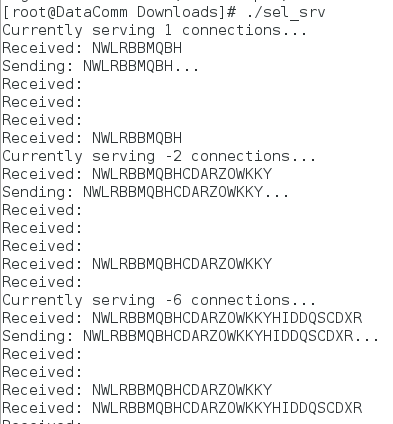 [root@DataComm Downloads]# ./sel_srv
Currently serving 1 connections...
Received: NWLRBBMQBH
Sending: NWLRBBMQBH...
Received:
Received:
Received:
Received: NWLRBBMQBH
Currently serving -2 connections...
Received: NWLRBBMQBHCDARZOWKKY
Sending: NWLRBBMQBHCDARZOWKKY...
Received:
Received:
Received:
Received: NWLRBBMQBHCDARZOWKKY
Received:
Currently serving -6 connections...
Received: NWLRBBMQBHCDARZOWKKYHIDDQSCDXR
Sending: NWLRBBMQBHCDARZOWKKYHIDDQSCDXR...
Received:
Received:
Received: NWLRBBMQBHCDARZOWKKY
Received: NWLRBBMQBHCDARZOWKKYHIDDQSCDXR
Received: